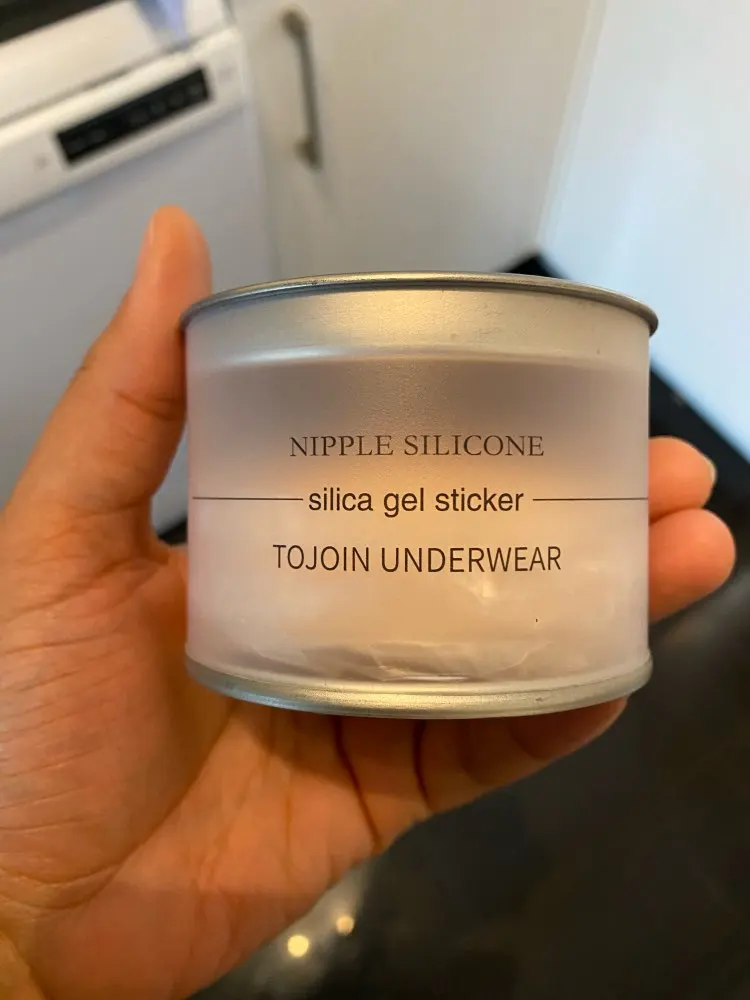 NIPPLE SILICONE
silica gel sticker
TOJOIN UNDERWEAR